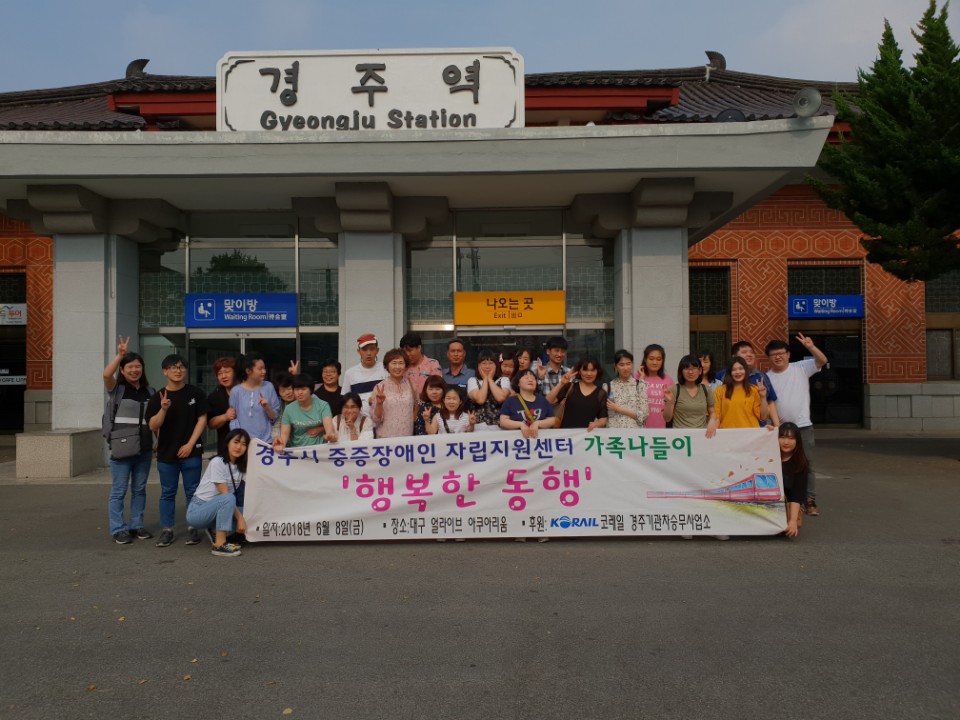 경주역
Gyeongju Station
맞이방
Waiting Room
나오는 곳
Exit
맞이방
Waiting Room
중증장애인 자립지원센터 가족나들이
'행복한 동행'
• 일자:2018년 6월 8일(금) • 장소:대구 얼라이브 아쿠아리움 • 후원: KORAIL 코레일 경주기관차승무사업소